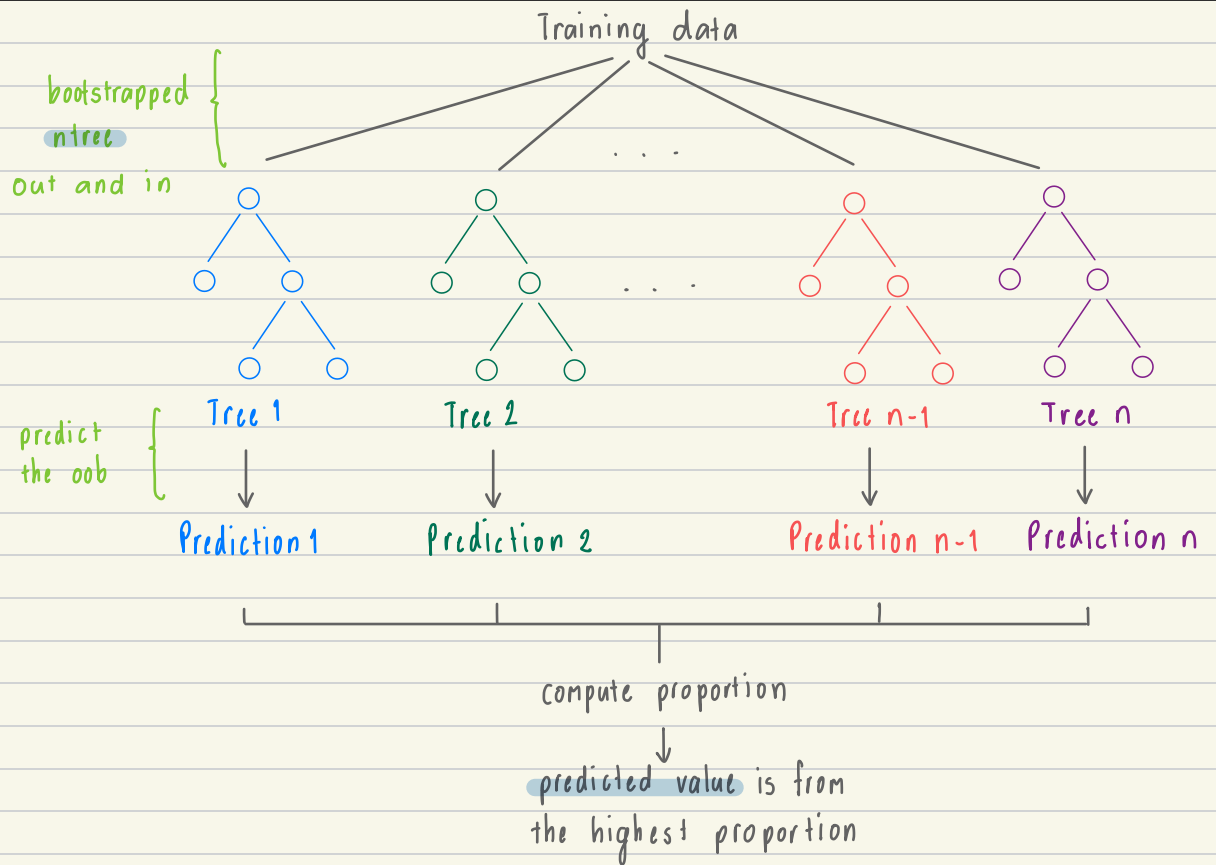 Training data
bootstrapped
ntree
out and in
. . .
. . .
Tree 1
Tree 2
Tree n-1
Tree n
predict
the oob
Prediction 1
Prediction 2
Prediction n-1
Prediction n
compute proportion
predicted value is from
the highest proportion